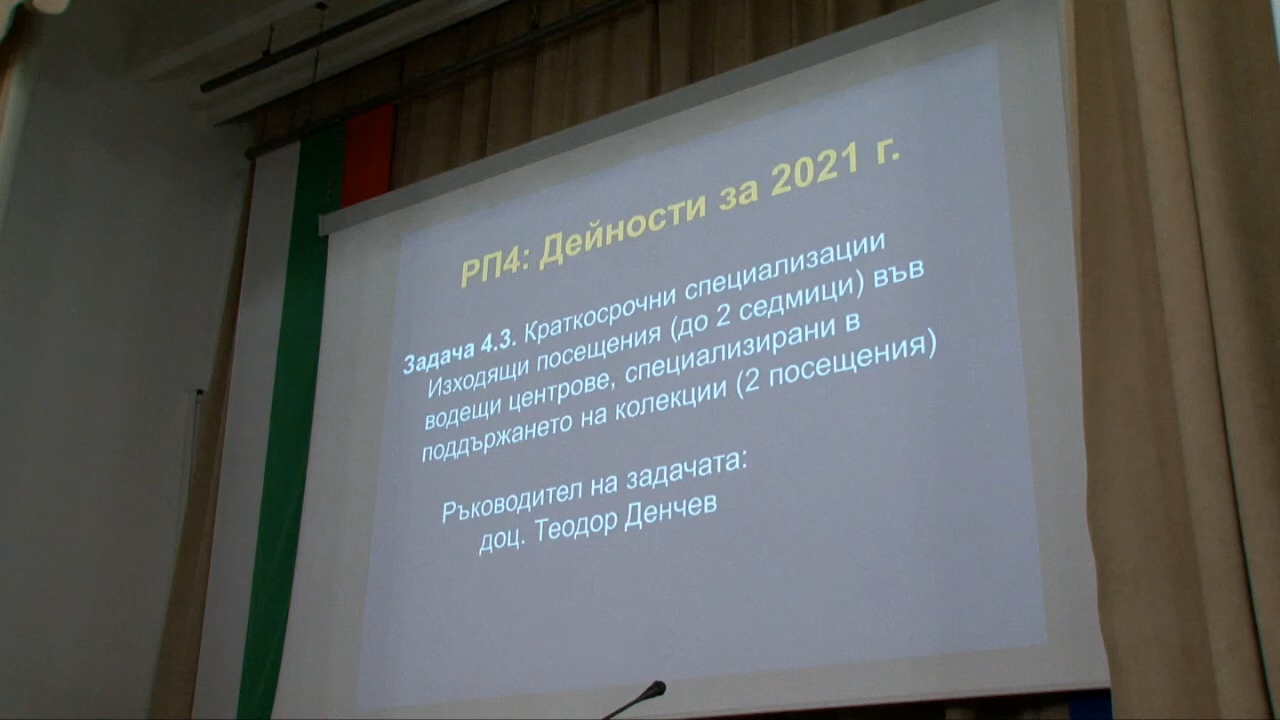 РП4: Дейности за 2021 г.
Задача 4.3. Краткосрочни специализации
Изходящи посещения (до 2 седмици) във
водещи центрове, специализирани в
поддържането на колекции (2 посещения)
Ръководител на задачата:
доц. Теодор Денчев